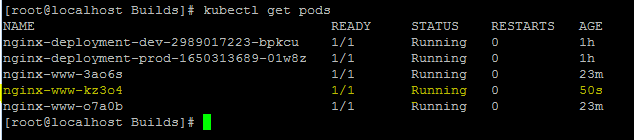 [root@localhost Builds]# kubectl get pods
NAME READY STATUS RESTARTS AGE
nginx-deployment-dev-2989017223-bpkcu 1/1 Running 0 1h
nginx-deployment-prod-1650313689-01w8z 1/1 Running 0 1h
nginx-www-3ao6s 1/1 Running 0 23m
nginx-www-kz3o4 1/1 Running 0 50s
nginx-www-o7a0b 1/1 Running 0 23m
[root@localhost Builds]#